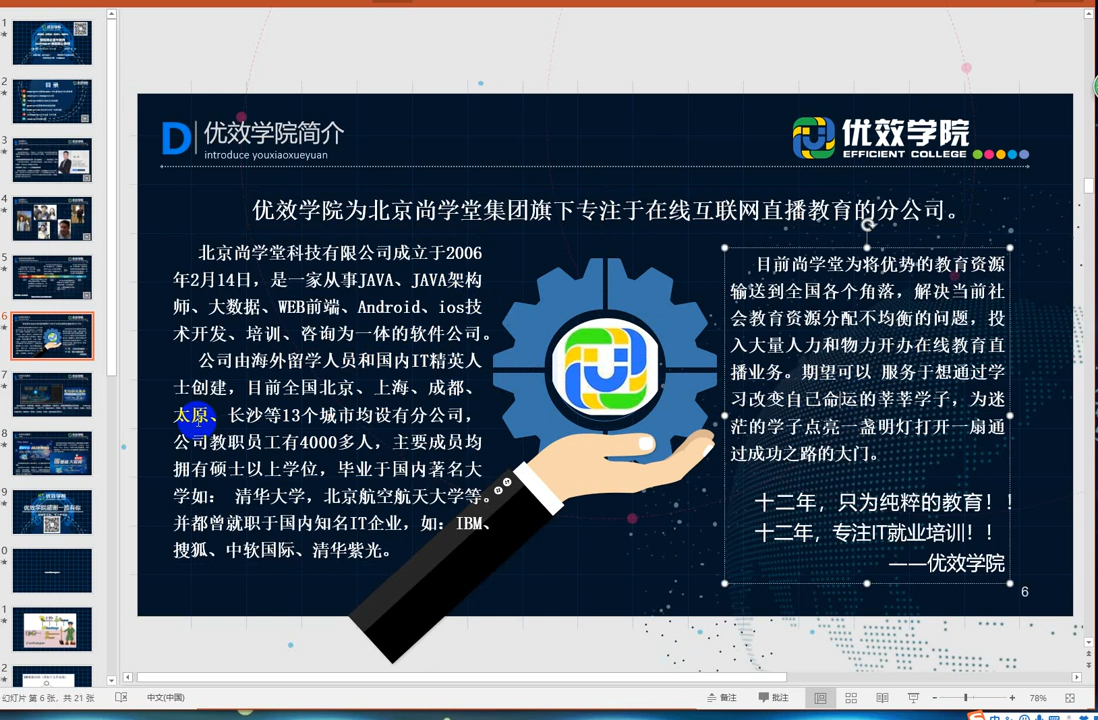 D 优效学院简介
introduce youxiaoxueyuan
优效学院
EFFICIENT COLLEGE
优效学院为北京尚学堂集团旗下专注于在线互联网直播教育的分公司。
北京尚学堂科技有限公司成立于2006
年2月14日，是一家从事JAVA、JAVA架构
师、大数据、WEB前端、Android、ios技
术开发、培训、咨询为一体的软件公司。
公司由海外留学人员和国内IT精英人
士创建，目前全国北京、上海、成都、
太原、长沙等13个城市均设有分公司，
公司教职员工有4000多人，主要成员均
拥有硕士以上学位，毕业于国内著名大
学如： 清华大学，北京航空航天大学等。
并都曾就职于国内知名IT企业，如：IBM、
搜狐、中软国际、清华紫光。
目前尚学堂为将优势的教育资源
输送到全国各个角落，解决当前社
会教育资源分配不均衡的问题，投
入大量人力和物力开办在线教育直
播业务。期望可以 服务于想通过学
习改变自己命运的莘莘学子，为迷
茫的学子点亮一盏明灯打开一扇通
过成功之路的大门。
十二年，只为纯粹的教育！！
十二年，专注IT就业培训！！
——优效学院
6
1
2
目录
3
4
5
6
7
8
9
0
1
2
幻灯片 第 6 张，共 21 张
中文(中国)
备注
批注
78%